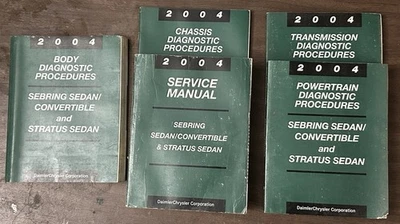 2004
BODY
DIAGNOSTIC
PROCEDURES
SEBRING SEDAN/
CONVERTIBLE
and
STRATUS SEDAN
DaimlerChrysler Corporation
2004
CHASSIS
DIAGNOSTIC
PROCEDURES
2004
SERVICE
MANUAL
SEBRING
SEDAN/CONVERTIBLE
& STRATUS SEDAN
DaimlerChrysler Corporation
2004
TRANSMISSION
DIAGNOSTIC
PROCEDURES
2004
POWERTRAIN
DIAGNOSTIC
PROCEDURES
SEBRING SEDAN/
CONVERTIBLE
and
STRATUS SEDAN
DaimlerChrysler Corporation